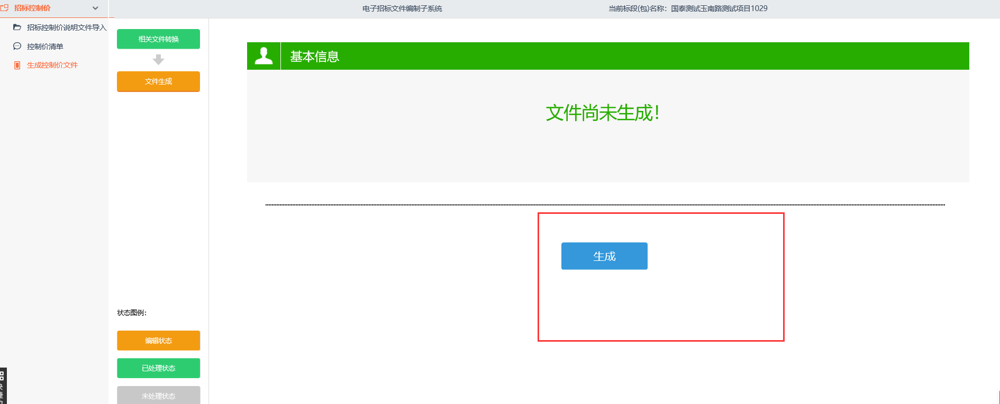 招标控制价
电子招标文件编制子系统
当前标段(包)名称：国泰测试玉南路测试项目1029
招标控制价说明文件导入
控制价清单
生成控制价文件
相关文件转换
文件生成
基本信息
文件尚未生成！
生成
状态图例：
编辑状态
已处理状态
未处理状态